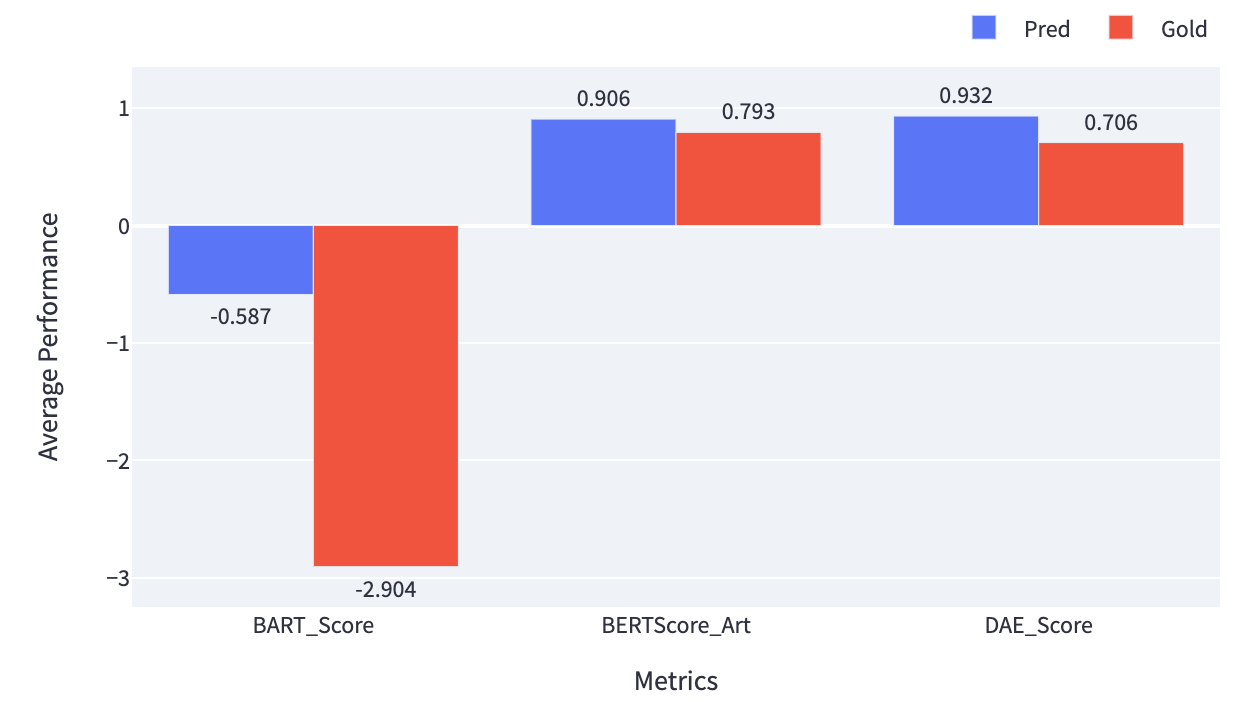 Pred Gold
0.906 0.793 0.932 0.706
-0.587
-2.904
1
0
−1
−2
−3
Average Performance
BART_Score BERTScore_Art DAE_Score
Metrics